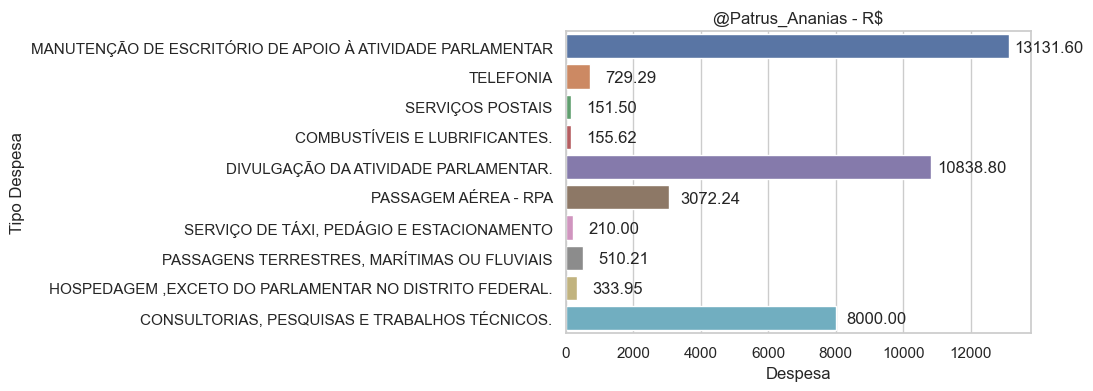 @Patrus_Ananias - R$
MANUTENÇÃO DE ESCRITÓRIO DE APOIO À ATIVIDADE PARLAMENTAR 13131.60
TELEFONIA 729.29
SERVIÇOS POSTAIS 151.50
COMBUSTÍVEIS E LUBRIFICANTES. 155.62
DIVULGAÇÃO DA ATIVIDADE PARLAMENTAR. 10838.80
PASSAGEM AÉREA - RPA 3072.24
SERVIÇO DE TÁXI, PEDÁGIO E ESTACIONAMENTO 210.00
PASSAGENS TERRESTRES, MARÍTIMAS OU FLUVIAIS 510.21
HOSPEDAGEM ,EXCETO DO PARLAMENTAR NO DISTRITO FEDERAL. 333.95
CONSULTORIAS, PESQUISAS E TRABALHOS TÉCNICOS. 8000.00
Tipo Despesa
0 2000 4000 6000 8000 10000 12000
Despesa